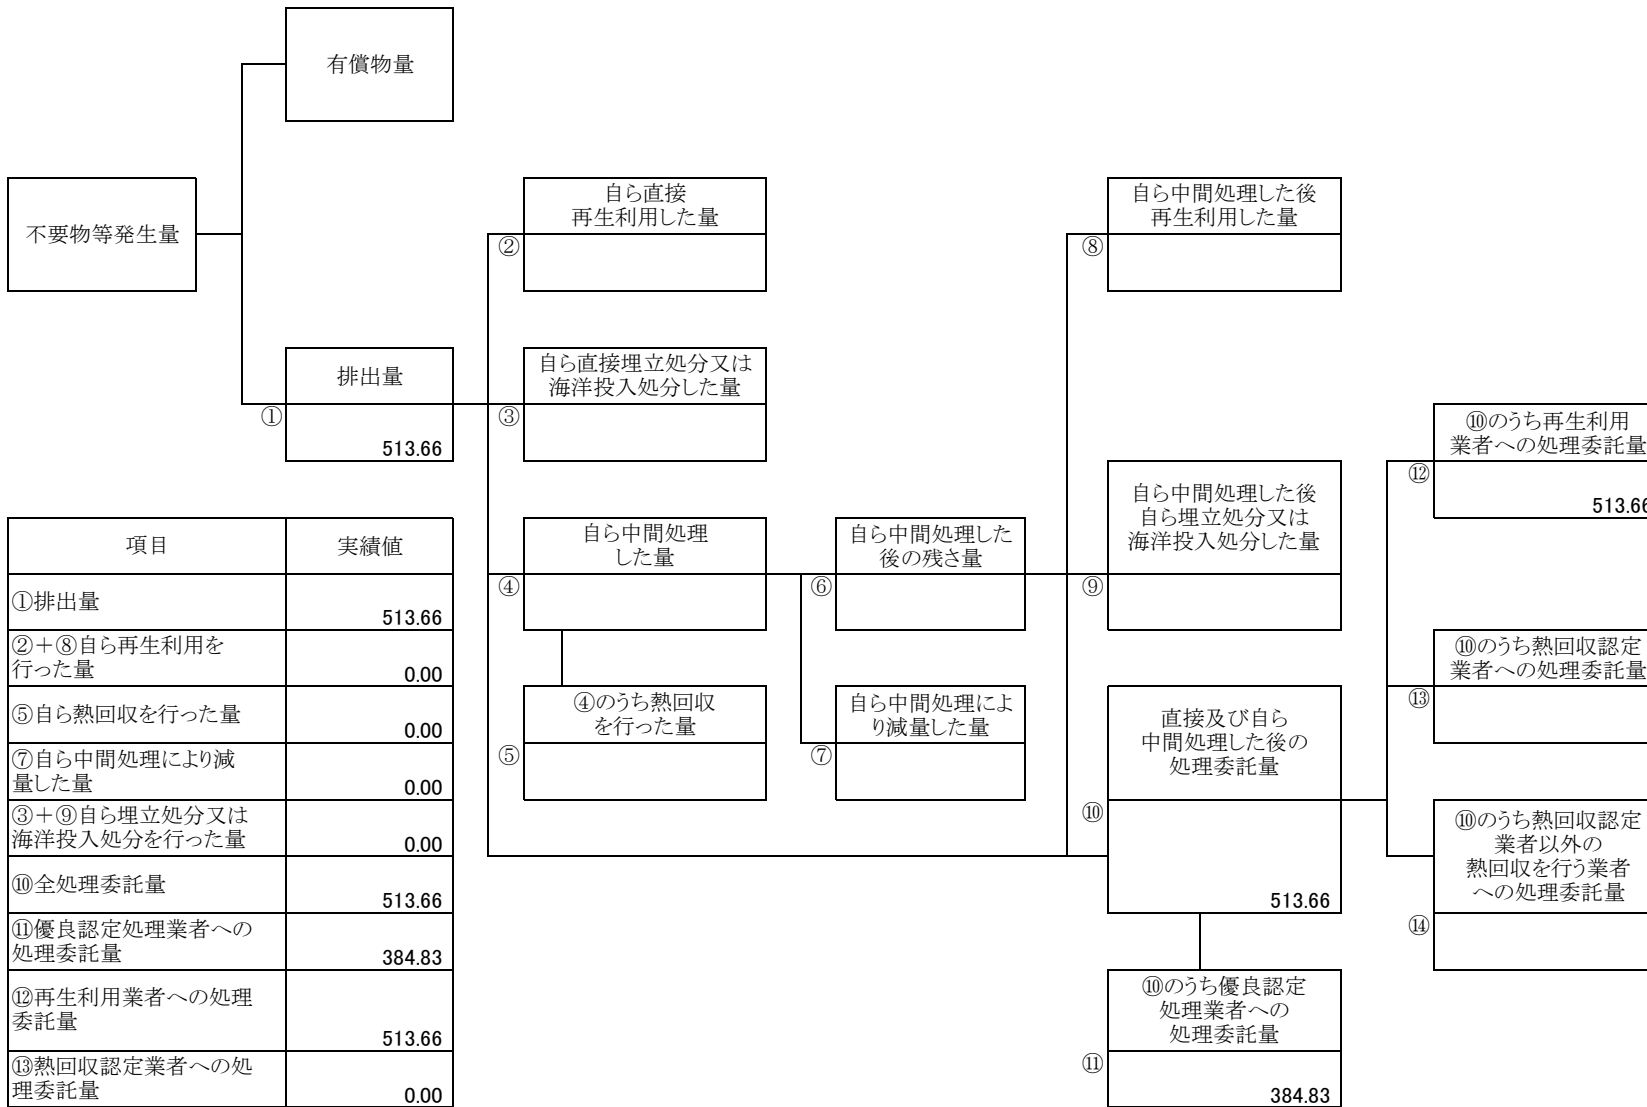 有償物量
不要物等発生量
自ら直接
再生利用した量
②
自ら中間処理した後
再生利用した量
⑧
排出量
①
513.66
自ら直接埋立処分又は
海洋投入処分した量
③
⑩のうち再生利用
業者への処理委託量
⑫
513.66
自ら中間処理
した量
④
自ら中間処理した
後の残さ量
⑥
自ら中間処理した後
自ら埋立処分又は
海洋投入処分した量
⑨
⑩のうち熱回収認定
業者への処理委託量
⑬
④のうち熱回収
を行った量
⑤
自ら中間処理によ
り減量した量
⑦
直接及び自ら
中間処理した後の
処理委託量
⑩
513.66
⑩のうち熱回収認定
業者以外の
熱回収を行う業者
への処理委託量
⑭
⑩のうち優良認定
処理業者への
処理委託量
⑪
384.83
項目 実績値
①排出量 513.66
②＋⑧自ら再生利用を
行った量 0.00
⑤自ら熱回収を行った量 0.00
⑦自ら中間処理により減
量した量 0.00
③＋⑨自ら埋立処分又は
海洋投入処分を行った量 0.00
⑩全処理委託量 513.66
⑪優良認定処理業者への
処理委託量 384.83
⑫再生利用業者への処理
委託量 513.66
⑬熱回収認定業者への処
理委託量 0.00